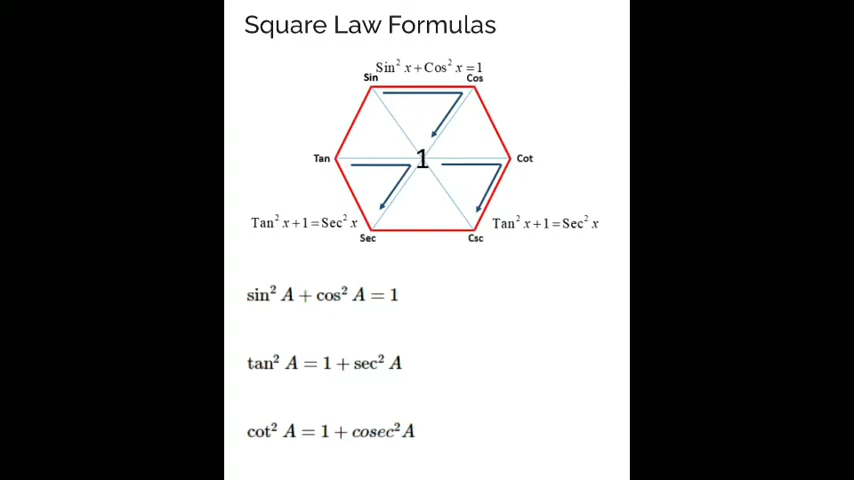 Square Law Formulas
Sin² x+Cos² x=1
Sin Cos
Tan 1 Cot
Tan² x+1=Sec² x Tan² x+1=Sec² x
Sec Csc
sin² A + cos² A = 1
tan² A = 1 + sec² A
cot² A = 1 + cosec² A